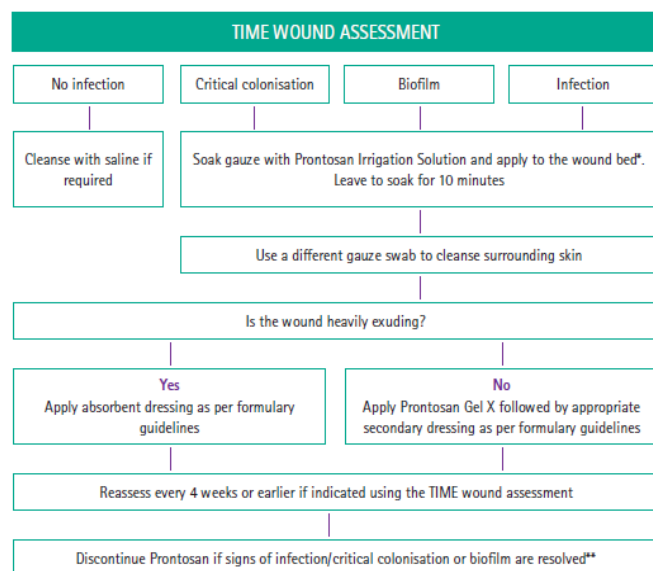 TIME WOUND ASSESSMENT
No infection
Critical colonisation
Biofilm
Infection
Cleanse with saline if
required
Soak gauze with Prontosan Irrigation Solution and apply to the wound bed*.
Leave to soak for 10 minutes
Use a different gauze swab to cleanse surrounding skin
Is the wound heavily exuding?
Yes
Apply absorbent dressing as per formulary
guidelines
No
Apply Prontosan Gel X followed by appropriate
secondary dressing as per formulary guidelines
Reassess every 4 weeks or earlier if indicated using the TIME wound assessment
Discontinue Prontosan if signs of infection/critical colonisation or biofilm are resolved**